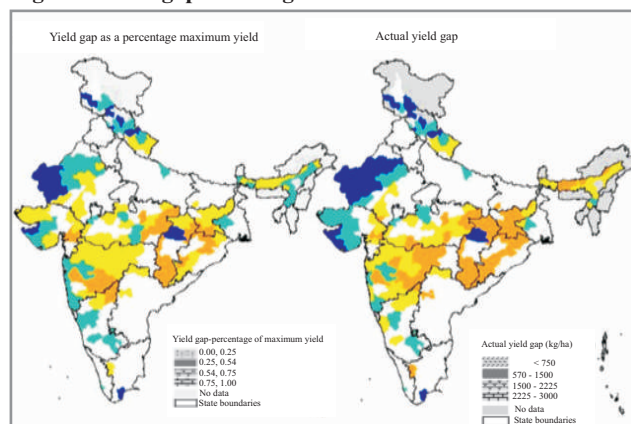 Yield gap as a percentage maximum yield
Actual yield gap
Yield gap-percentage of maximum yield
0.00, 0.25
0.25, 0.54
0.54, 0.75
0.75, 1.00
No data
State boundaries
Actual yield gap (kg/ha)
< 750
570 - 1500
1500 - 2225
2225 - 3000
No data
State boundaries